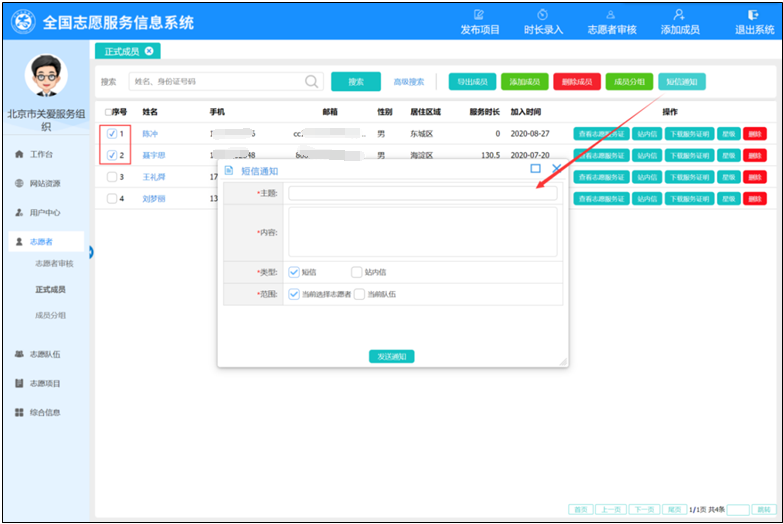 全国志愿服务信息系统
发布项目 时长录入 志愿者审核 添加成员 退出系统
正式成员
北京市关爱服务组织
工作台
网站资源
用户中心
志愿者
志愿者审核
正式成员
成员分组
志愿队伍
志愿项目
综合信息
搜索 姓名、身份证号码 搜索 高级搜索 导出成员 添加成员 删除成员 成员分组 短信通知
序号 姓名 手机 邮箱 性别 居住区域 服务时长 加入时间 操作
1 陈冲 男 东城区 0 2020-08-27 查看志愿服务证 站内信 下载服务证明 星级 删除
2 聂宇思 男 海淀区 130.5 2020-07-20 查看志愿服务证 站内信 下载服务证明 星级 删除
3 王礼舜 17 查看志愿服务证 站内信 下载服务证明 星级 删除
4 刘梦丽 13 查看志愿服务证 站内信 下载服务证明 星级 删除
短信通知
*主题:
*内容:
*类型: 短信 站内信
*范围: 当前选择志愿者 当前队伍
发送通知
首页 上一页 下一页 尾页 1/1页 共4条 跳转